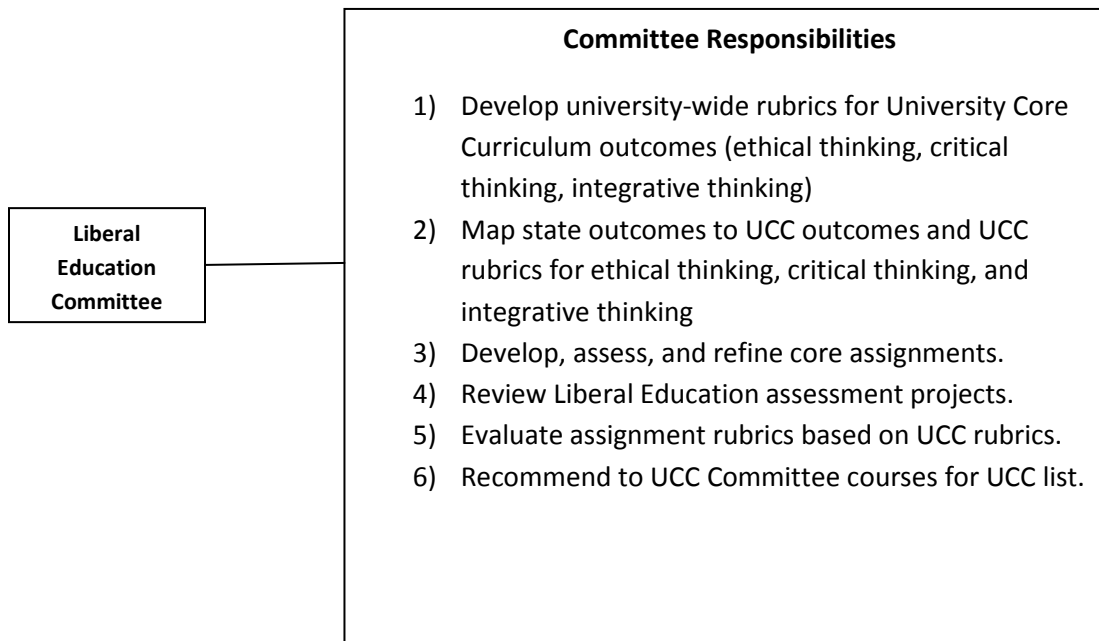 Committee Responsibilities
1) Develop university-wide rubrics for University Core
Curriculum outcomes (ethical thinking, critical
thinking, integrative thinking)
2) Map state outcomes to UCC outcomes and UCC
rubrics for ethical thinking, critical thinking, and
integrative thinking
3) Develop, assess, and refine core assignments.
4) Review Liberal Education assessment projects.
5) Evaluate assignment rubrics based on UCC rubrics.
6) Recommend to UCC Committee courses for UCC list.
Liberal
Education
Committee